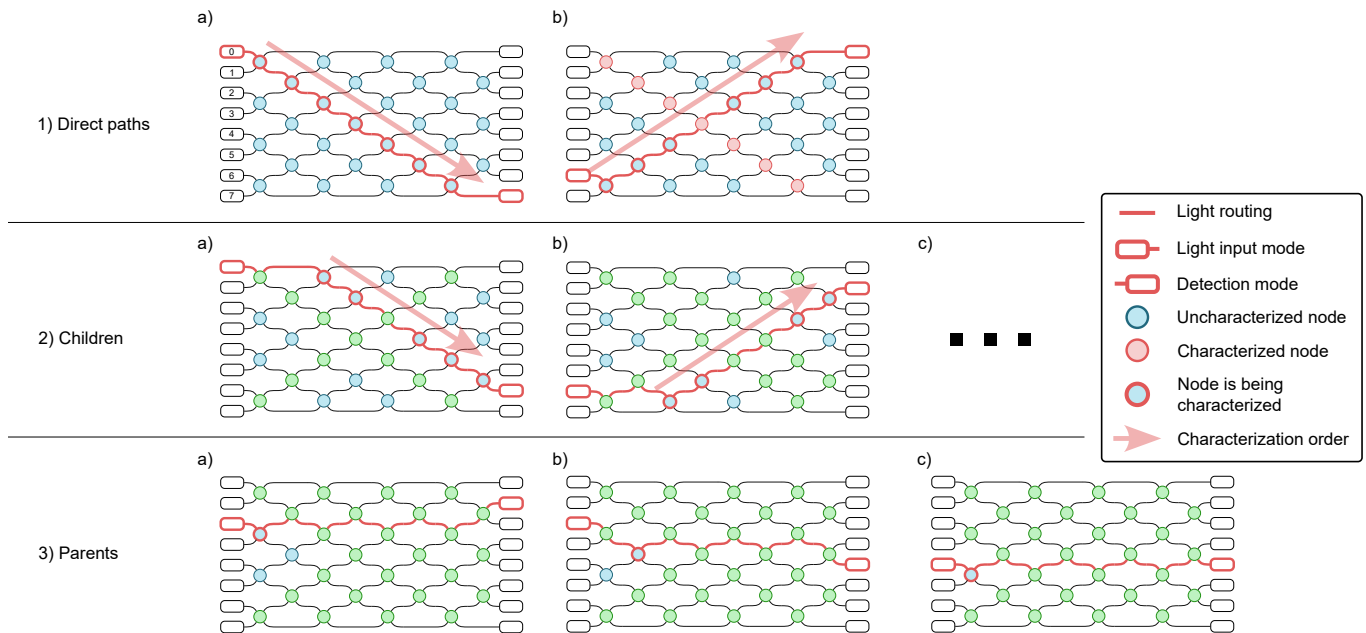 a)
b)
0
1
2
3
4
5
6
7
1) Direct paths
a)
b)
c)
2) Children
a)
b)
c)
3) Parents
Light routing
Light input mode
Detection mode
Uncharacterized node
Characterized node
Node is being
characterized
Characterization order